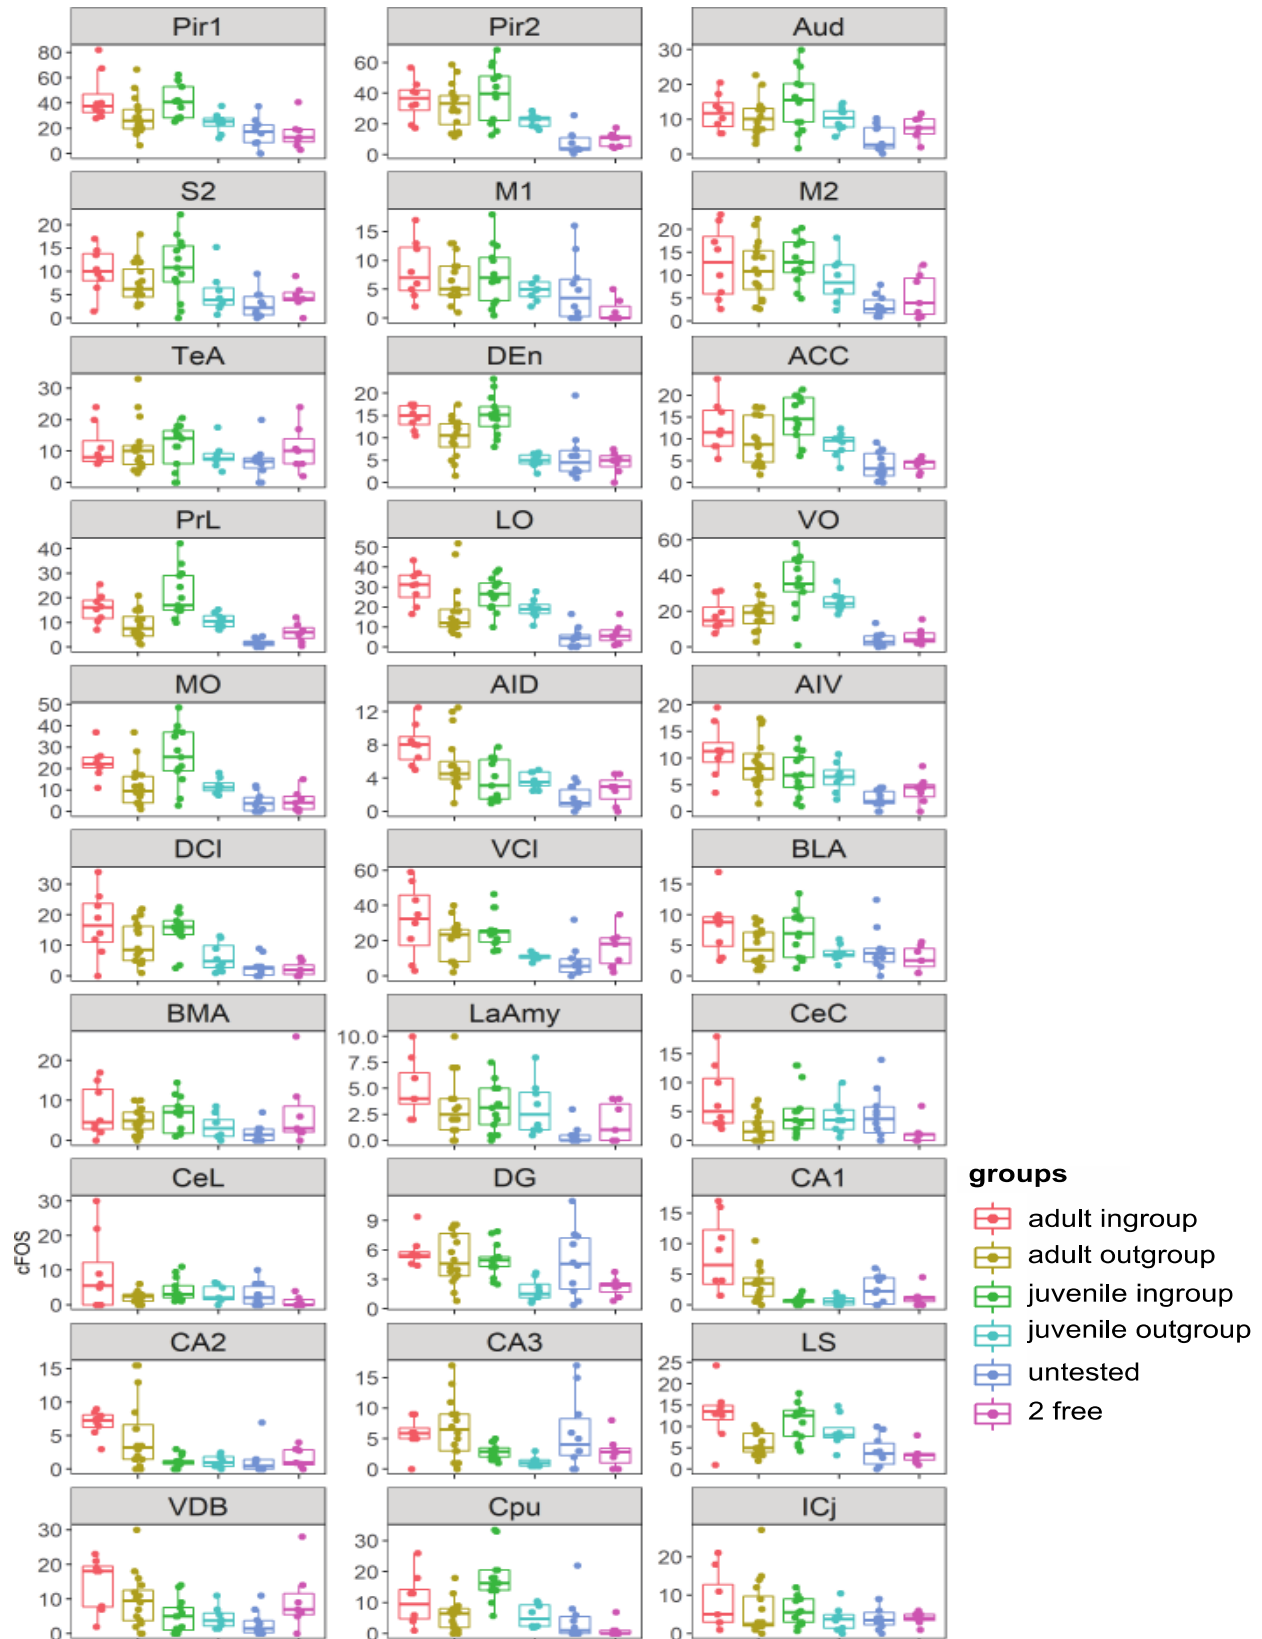 Pir1 Pir2 Aud
80 60 40 20 0
60 40 20 0
30 20 10 0
S2 M1 M2
20 15 10 5 0
15 10 5 0
20 15 10 5 0
TeA DEn ACC
30 20 10 0
20 15 10 5 0
20 15 10 5 0
PrL LO VO
40 30 20 10 0
50 40 30 20 10 0
60 40 20 0
MO AID AIV
50 40 30 20 10 0
12 8 4 0
20 15 10 5 0
DCI VCI BLA
30 20 10 0
60 40 20 0
15 10 5 0
BMA LaAmy CeC
20 10 0
10.0 7.5 5.0 2.5 0.0
15 10 5 0
CeL DG CA1
30 20 10 0
9 6 3 0
15 10 5 0
CA2 CA3 LS
15 10 5 0
15 10 5 0
25 20 15 10 5 0
VDB Cpu ICj
30 20 10 0
30 20 10 0
20 10 0
cFOS
groups
adult ingroup
adult outgroup
juvenile ingroup
juvenile outgroup
untested
2 free